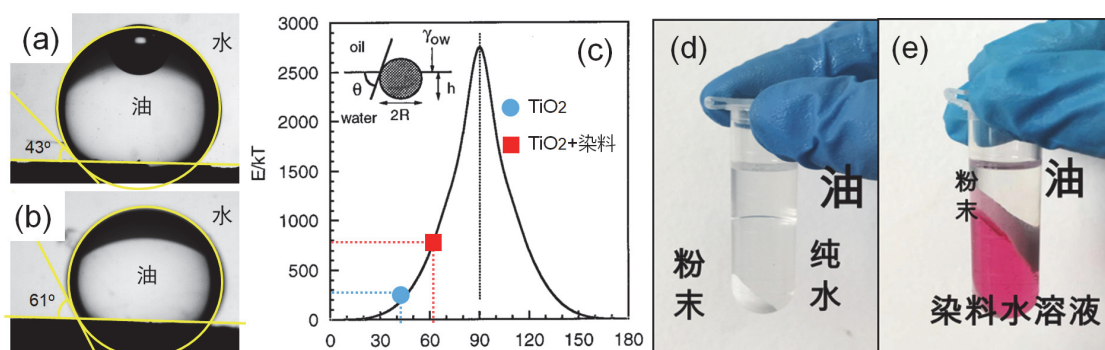 (a)
水
油
43º
(b)
水
油
61º
(c)
E/kT
3000
2500
2000
1500
1000
500
0
0
30
60
90
120
150
180
oil
water
θ
γow
h
2R
TiO2
TiO2+染料
(d)
油
粉末
纯水
(e)
粉末
油
染料水溶液